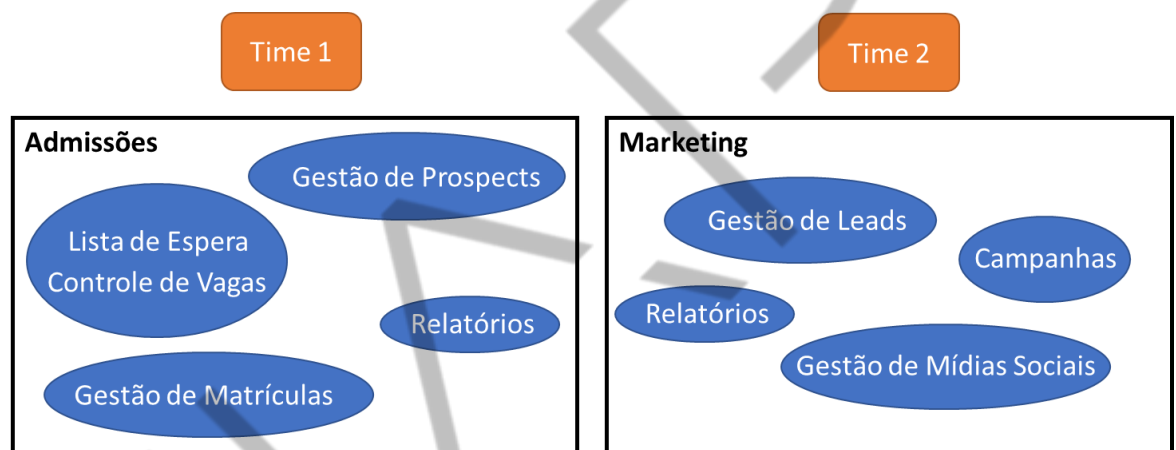 Time 1
Time 2
Admissões
Gestão de Prospects
Lista de Espera
Controle de Vagas
Relatórios
Gestão de Matrículas
Marketing
Gestão de Leads
Campanhas
Relatórios
Gestão de Mídias Sociais